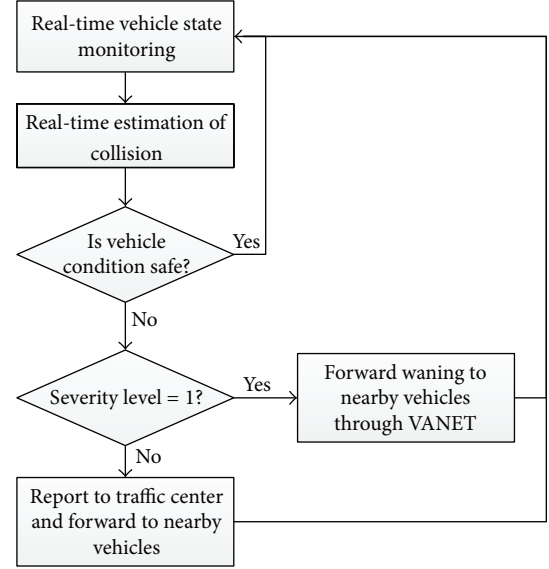 Real-time vehicle state
monitoring
Real-time estimation of
collision
Is vehicle
condition safe?
Yes
No
Severity level = 1?
Yes
Forward waning to
nearby vehicles
through VANET
No
Report to traffic center
and forward to nearby
vehicles